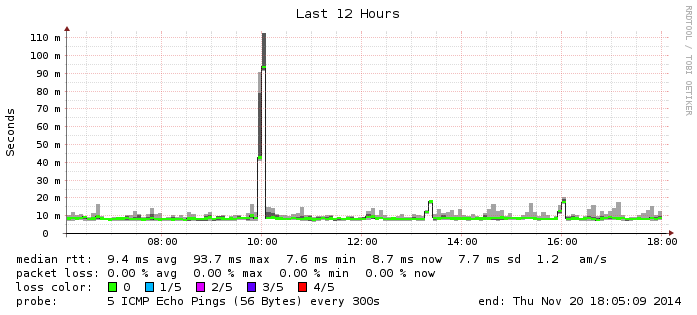 Last 12 Hours
RRDTOOL / TOBI OETIKER
Seconds
110 m
100 m
90 m
80 m
70 m
60 m
50 m
40 m
30 m
20 m
10 m
0
08:00 10:00 12:00 14:00 16:00 18:00
median rtt: 9.4 ms avg 93.7 ms max 7.6 ms min 8.7 ms now 7.7 ms sd 1.2 am/s
packet loss: 0.00 % avg 0.00 % max 0.00 % min 0.00 % now
loss color: 0 1/5 2/5 3/5 4/5
probe: 5 ICMP Echo Pings (56 Bytes) every 300s end: Thu Nov 20 18:05:09 2014